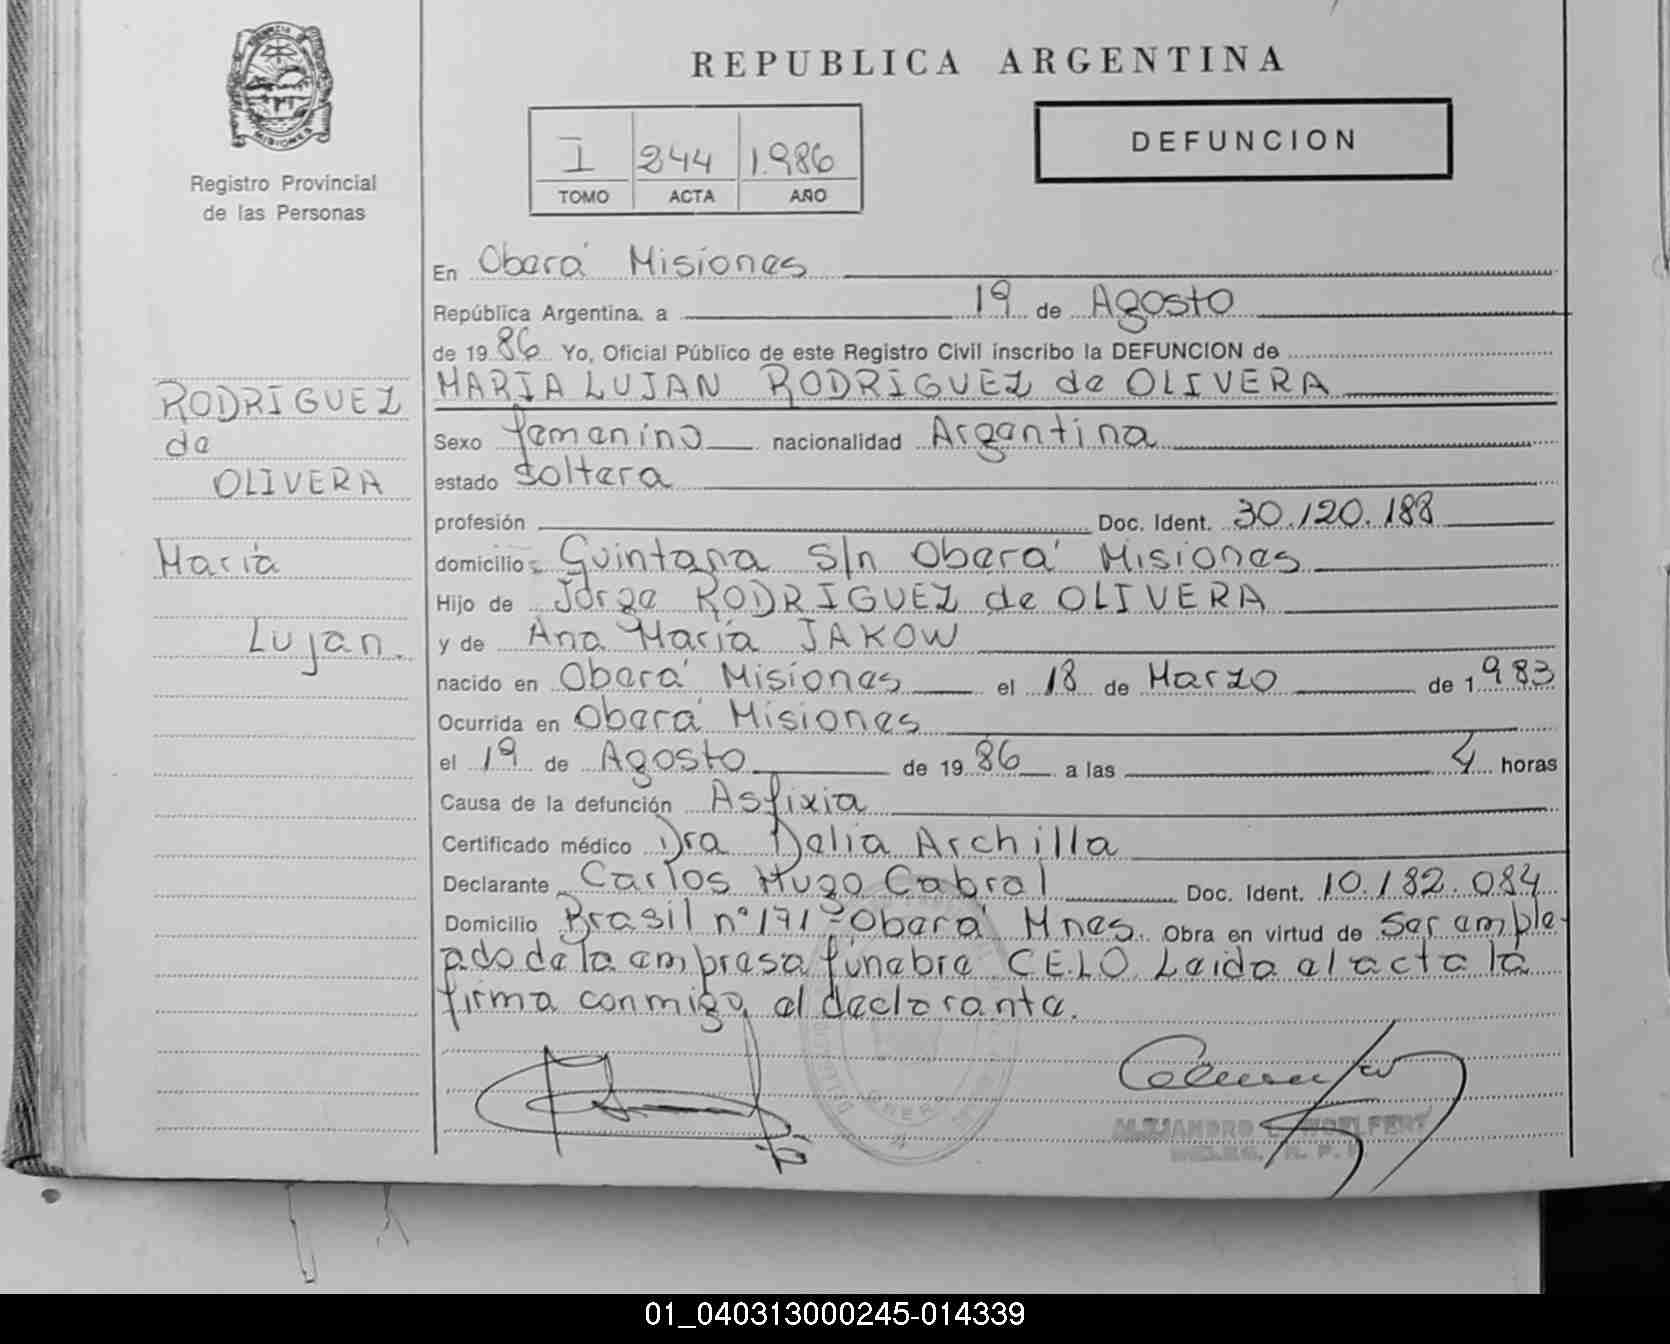 MISIONES
Registro Provincial
de las Personas
REPUBLICA ARGENTINA
I 244 1.986
TOMO ACTA AÑO
DEFUNCION
RODRIGUEZ
de
OLIVERA
Maria
Lujan.
En Oberá Misiones
República Argentina, a 19 de Agosto
de 1986 Yo, Oficial Público de este Registro Civil inscribo la DEFUNCION de
MARIA LUJAN RODRIGUEZ de OLIVERA
Sexo femenino nacionalidad Argentina
estado soltera
profesión Doc. Ident. 30.120.188
domicilio: Quintana s/n Oberá Misiones
Hijo de Jorge RODRIGUEZ de OLIVERA
y de Ana María JAKOW
nacido en Oberá Misiones el 18 de Marzo de 1983
Ocurrida en Oberá Misiones
el 19 de Agosto de 1986 a las 4 horas
Causa de la defunción Asfixia
Certificado médico Dra Delia Archilla
Declarante Carlos Hugo Cabral Doc. Ident. 10.182.084
Domicilio Brasil nº 171 Oberá Mnes. Obra en virtud de ser emple-
ado de la empresa fúnebre CELO Leida el acta la
firma conmigo el declarante.
01_040313000245-014339